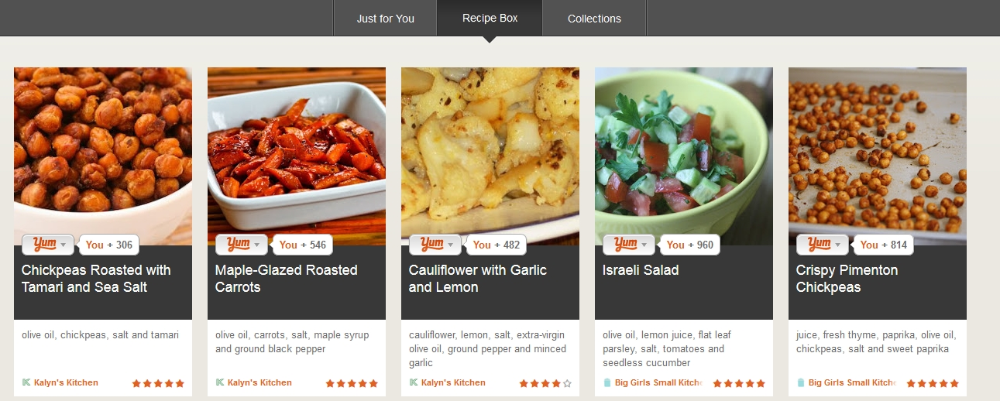 Just for You
Recipe Box
Collections
Yum
You + 306
Chickpeas Roasted with
Tamari and Sea Salt
olive oil, chickpeas, salt and tamari
Kalyn's Kitchen
Yum
You + 546
Maple-Glazed Roasted
Carrots
olive oil, carrots, salt, maple syrup
and ground black pepper
Kalyn's Kitchen
Yum
You + 482
Cauliflower with Garlic
and Lemon
cauliflower, lemon, salt, extra-virgin
olive oil, ground pepper and minced
garlic
Kalyn's Kitchen
Yum
You + 960
Israeli Salad
olive oil, lemon juice, flat leaf
parsley, salt, tomatoes and
seedless cucumber
Big Girls Small Kitch
Yum
You + 814
Crispy Pimenton
Chickpeas
juice, fresh thyme, paprika, olive oil,
chickpeas, salt and sweet paprika
Big Girls Small Kitch